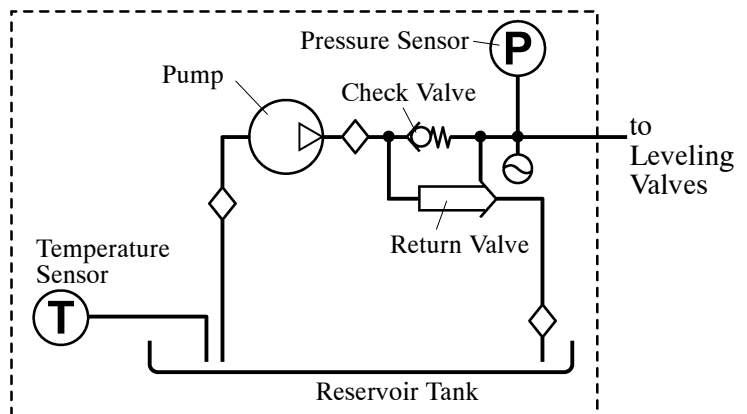 Pressure Sensor
P
Pump
Check Valve
to
Leveling
Valves
Return Valve
Temperature
Sensor
T
Reservoir Tank